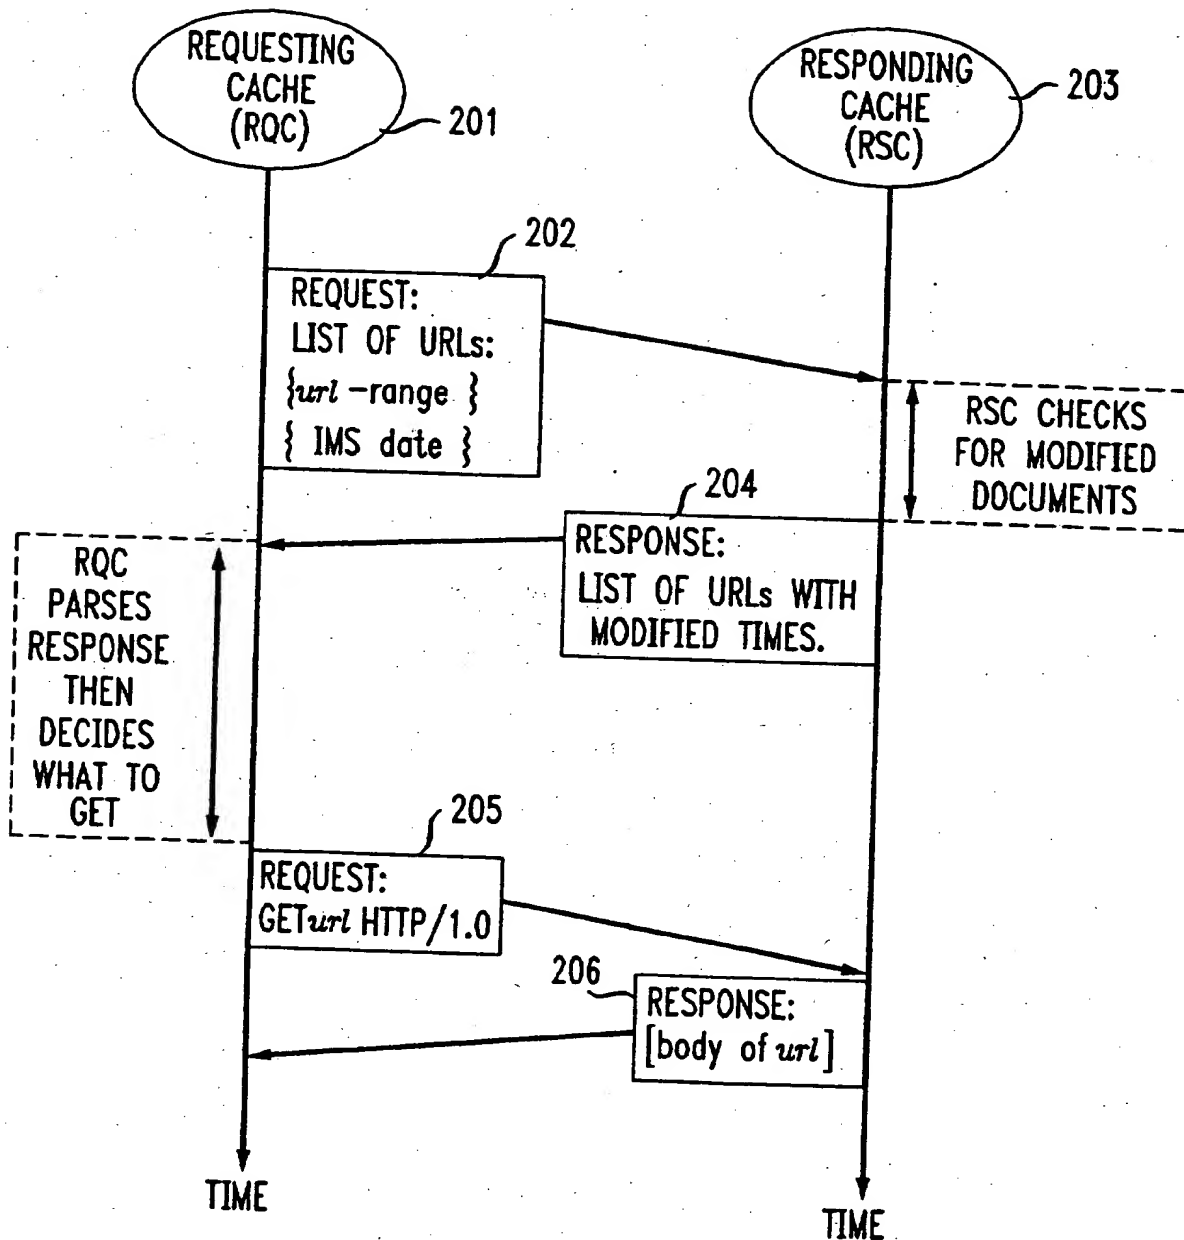 REQUESTING
CACHE
(RQC)
201
RESPONDING
CACHE
(RSC)
203
202
REQUEST:
LIST OF URLs:
{url -range }
{ IMS date }
RSC CHECKS
FOR MODIFIED
DOCUMENTS
204
RESPONSE:
LIST OF URLs WITH
MODIFIED TIMES.
RQC
PARSES
RESPONSE
THEN
DECIDES
WHAT TO
GET
205
REQUEST:
GET url HTTP/1.0
206
RESPONSE:
[body of url]
TIME
TIME